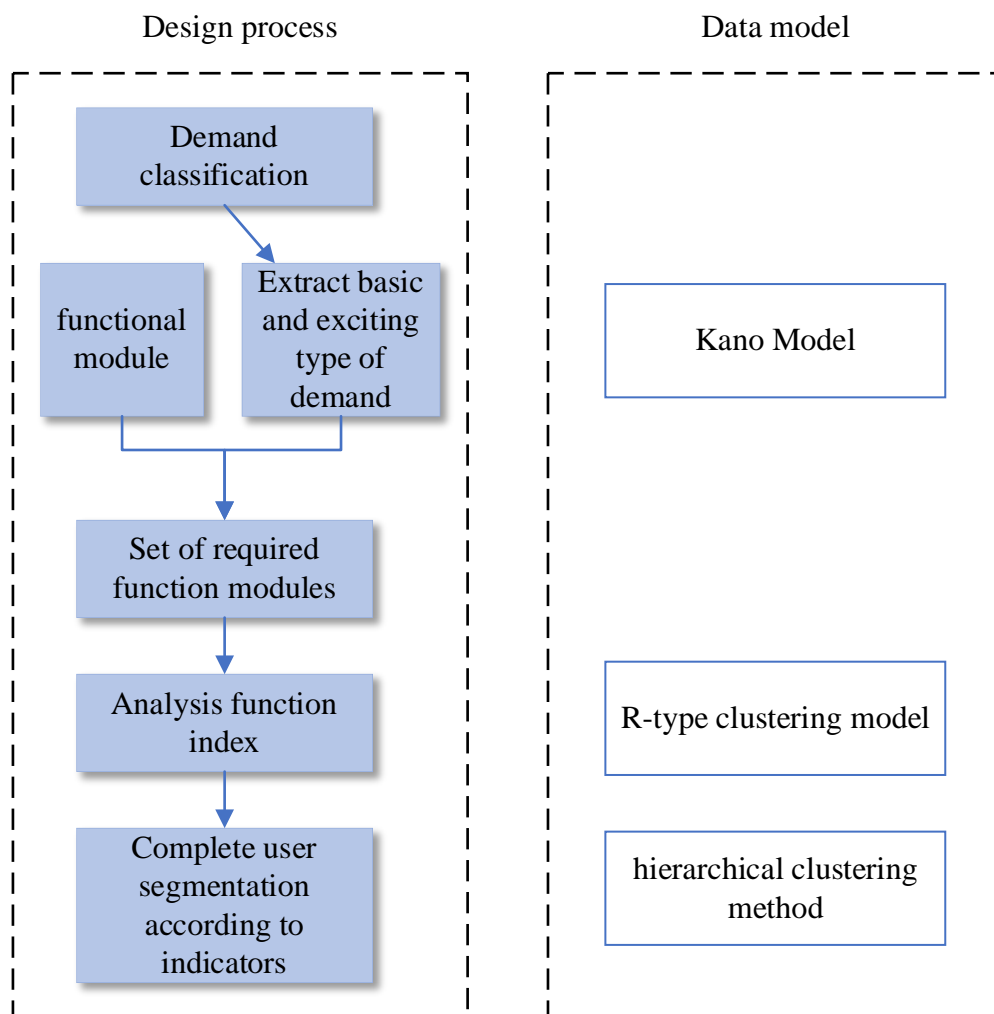 Design process
Data model
Demand
classification
functional
module
Extract basic
and exciting
type of
demand
Kano Model
Set of required
function modules
Analysis function
index
R-type clustering model
Complete user
segmentation
according to
indicators
hierarchical clustering
method